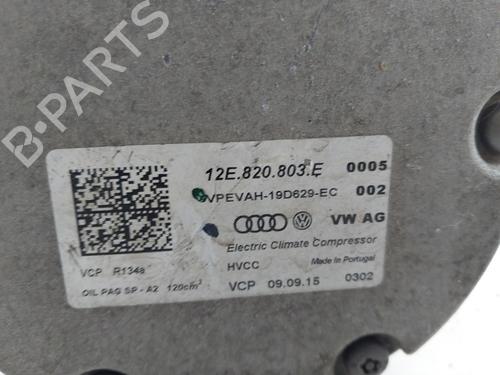 B-PARTS
12E.820.803.E 0005
VPEVAH-19D629-EC 002
VW AG
Electric Climate Compressor
HVCC Made in Portugal
VCP 09.09.15 0302
VCP R134a
OIL PAG SP - A2 120cm³